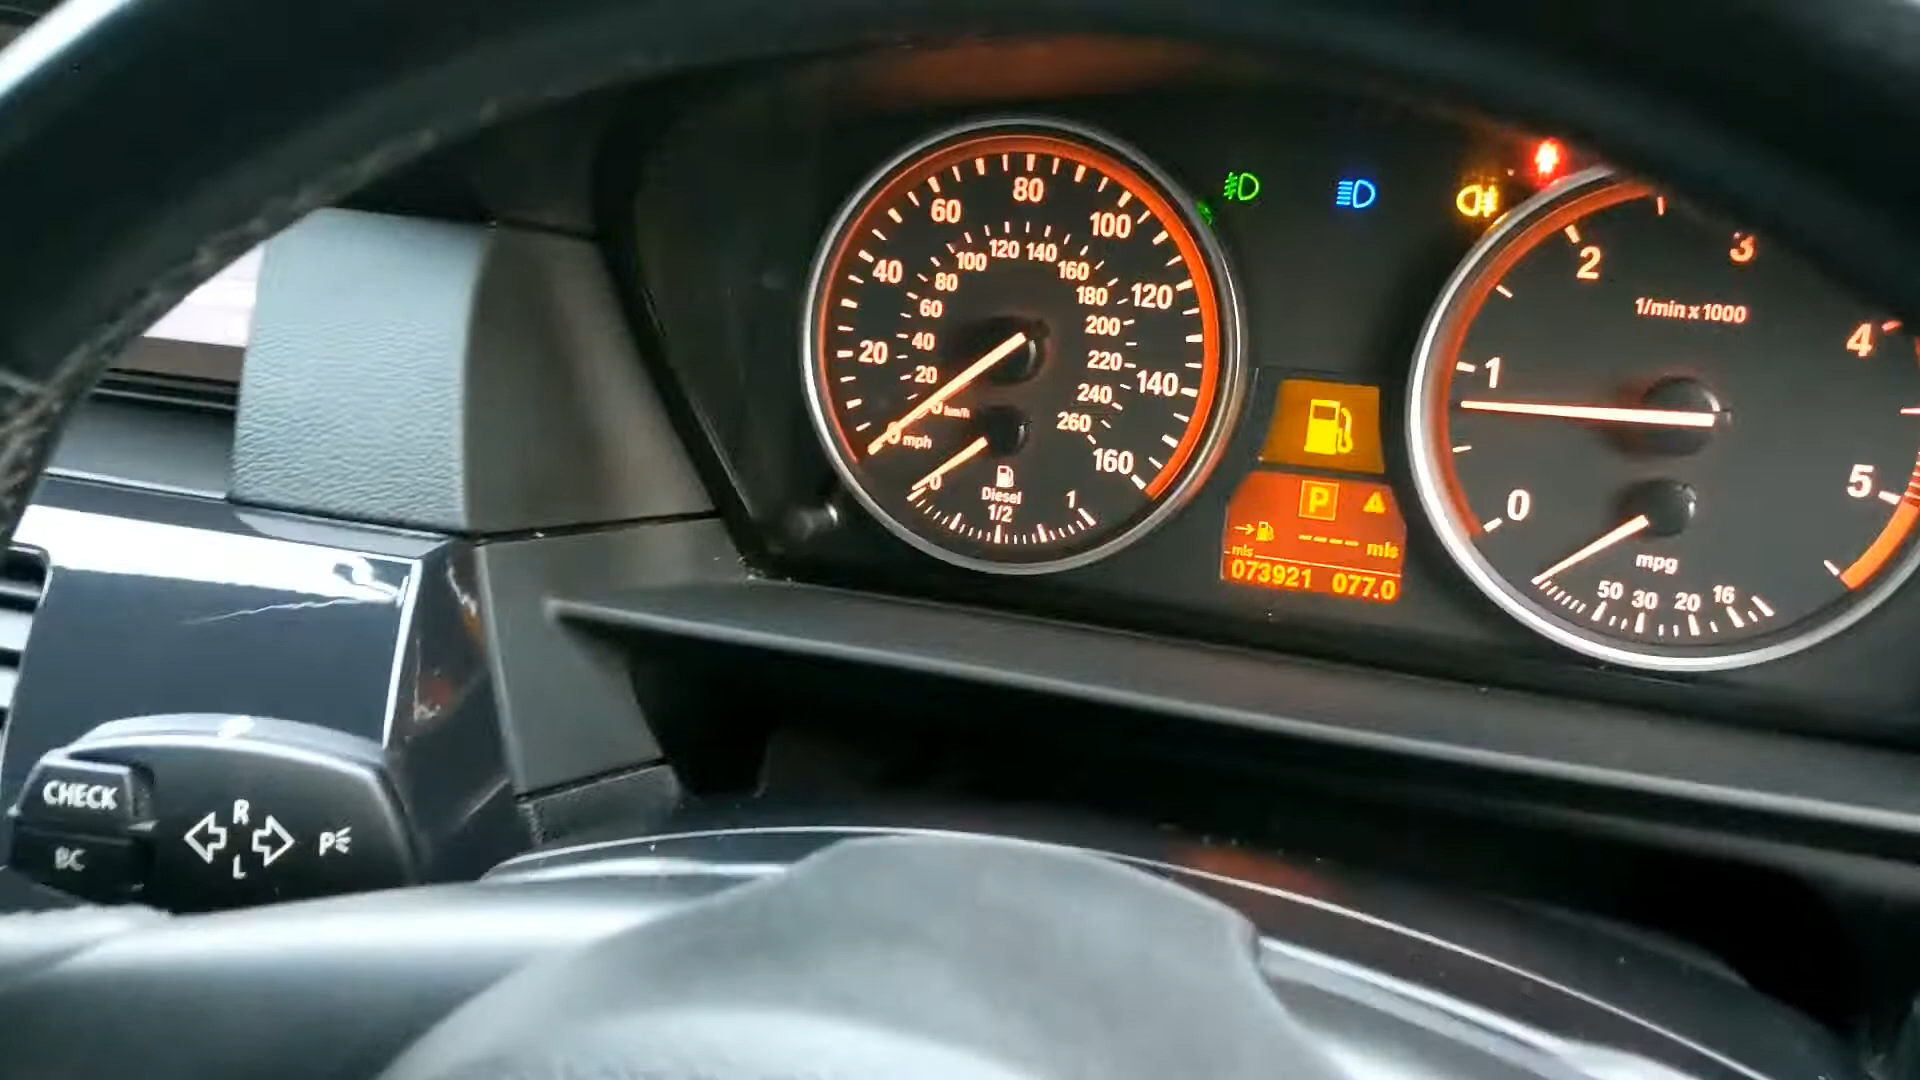 20
40
60
80
100
120
140
160
0 mph
20
40
60
80
100
120
140
160
180
200
220
240
260
km/h
0
Diesel
1/2
1
P
---- mls
mls
073921 077.0
0
1
2
3
4
5
1/min x 1000
mpg
50 30 20 16
CHECK
BC
R
L
P